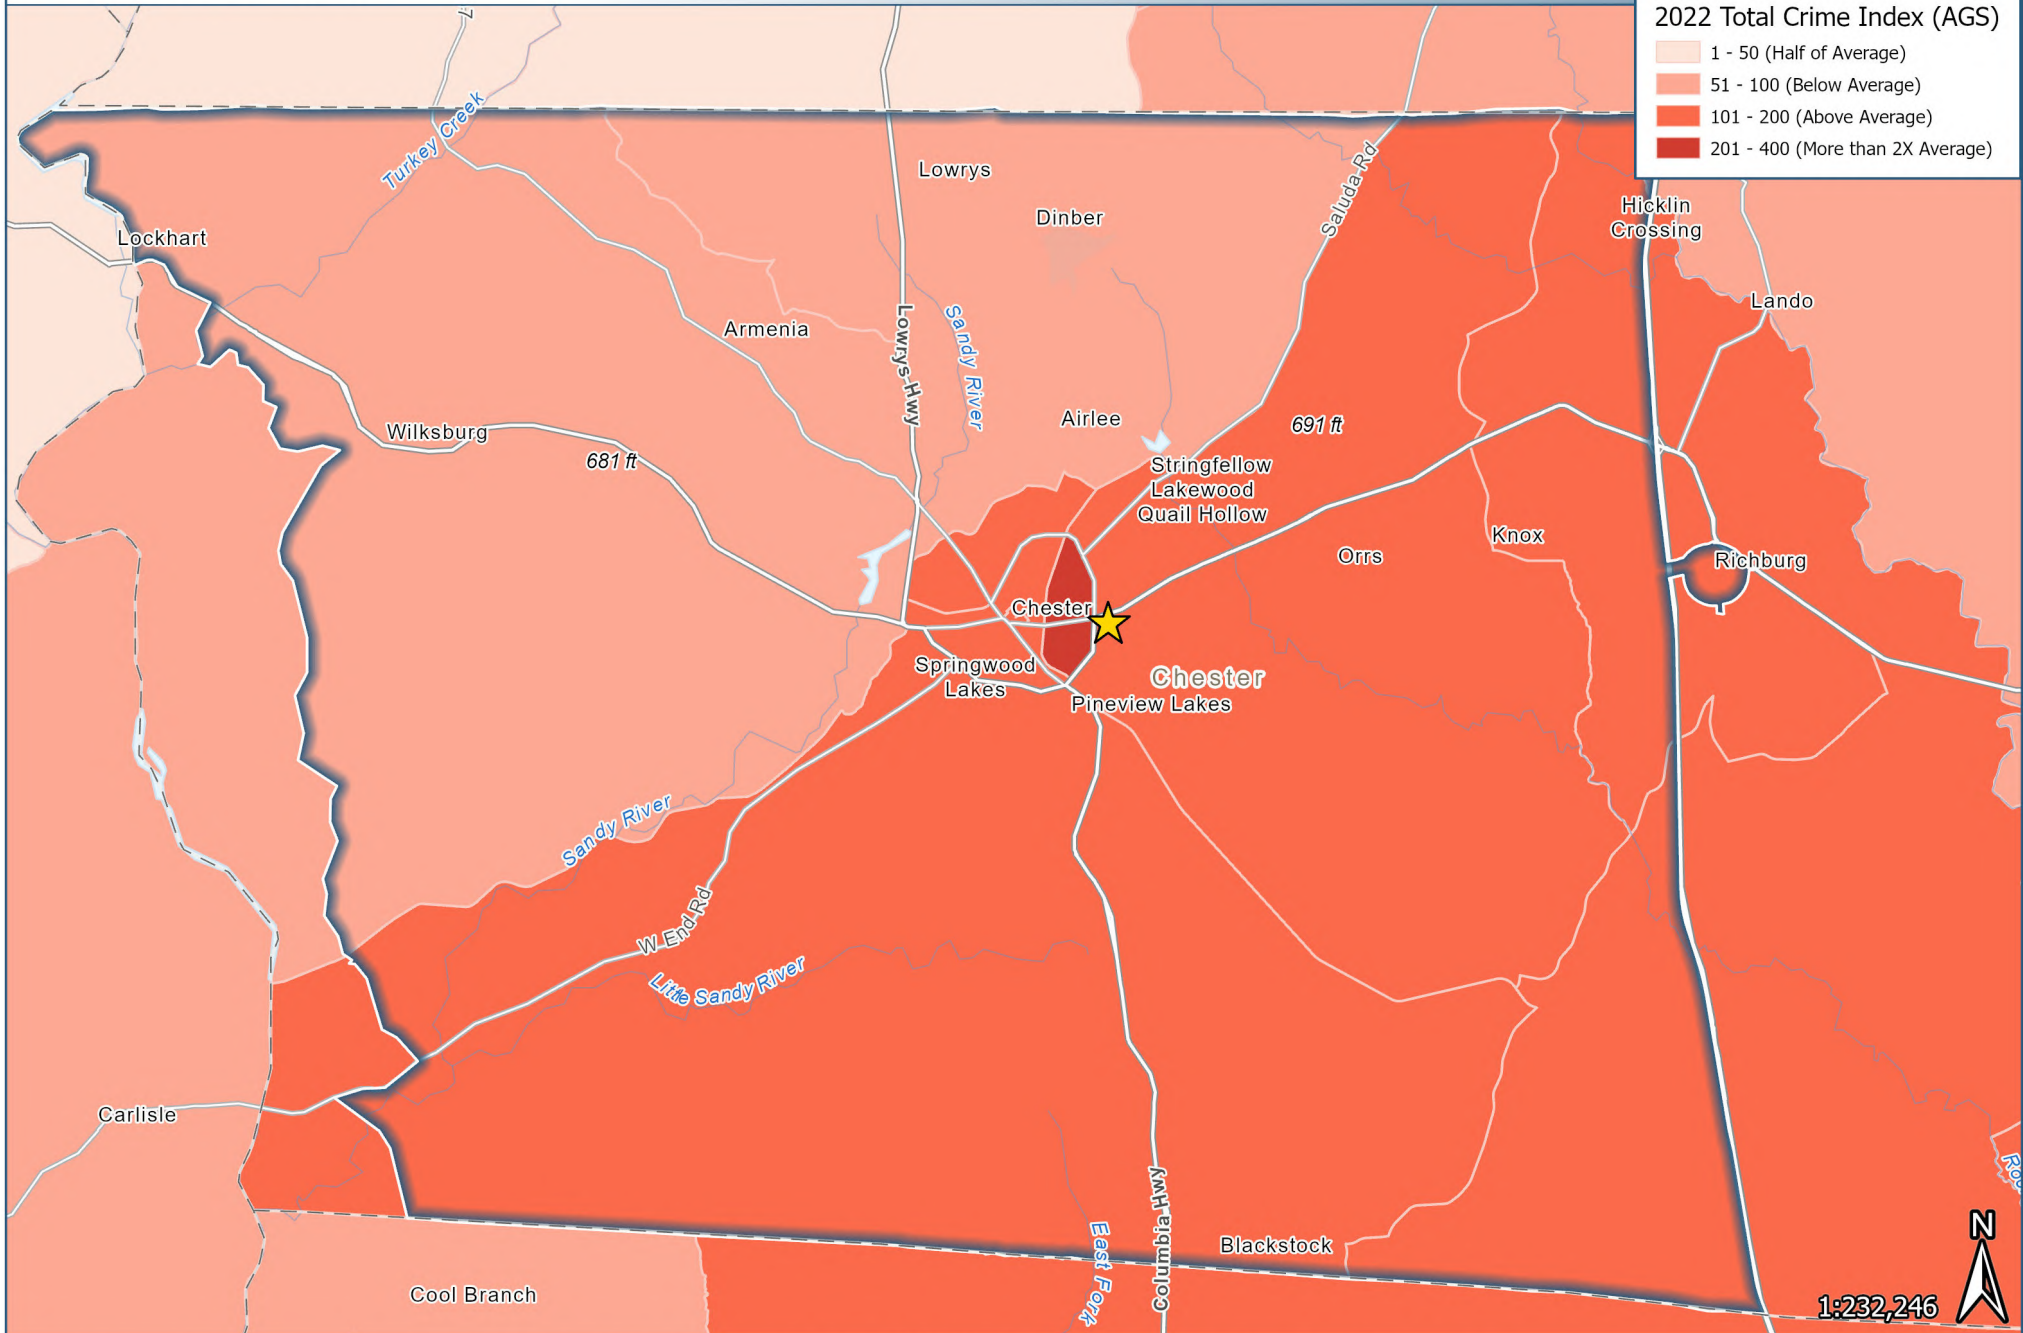 2022 Total Crime Index (AGS)
1 - 50 (Half of Average)
51 - 100 (Below Average)
101 - 200 (Above Average)
201 - 400 (More than 2X Average)
Turkey Creek
Lowrys
Dinber
Saluda Rd
Hicklin
Crossing
Lockhart
Lando
Armenia
Lowrys Hwy
Sandy River
Airlee
691 ft
Wilksburg
681 ft
Stringfellow
Lakewood
Quail Hollow
Knox
Orrs
Richburg
Chester
Springwood
Lakes
Chester
Pineview Lakes
Sandy River
W End Rd
Little Sandy River
Carlisle
Columbia Hwy
East Fork
Blackstock
Cool Branch
N
1:232,246